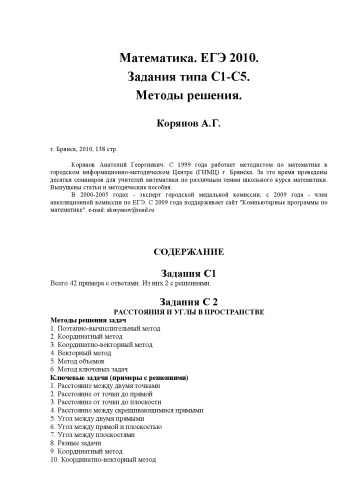 Математика. ЕГЭ 2010.
Задания типа С1-С5.
Методы решения.
Корянов А.Г.
г. Брянск, 2010, 138 стр.
Корянов Анатолий Георгиевич. С 1999 года работает методистом по математике в
городском информационно-методическом Центре (ГИМЦ) г. Брянска. За это время проведены
десятки семинаров для учителей математики по различным темам школьного курса математики.
Выпущены статьи и методические пособия.
В 2000-2005 годах - эксперт городской медальной комиссии, с 2009 года - член
апелляционной комиссии по ЕГЭ. С 2009 года поддерживает сайт "Компьютерные программы по
математике". e-mail: akoryanov@mail.ru
СОДЕРЖАНИЕ
Задания С1
Всего 42 примера с ответами. Из них 2 с решениями.
Задания С 2
РАССТОЯНИЯ И УГЛЫ В ПРОСТРАНСТВЕ
Методы решения задач
1. Поэтапно-вычислительный метод
2. Координатный метод
3. Координатно-векторный метод
4. Векторный метод
5. Метод объемов
6. Метод ключевых задач
Ключевые задачи (примеры с решениями)
1. Расстояние между двумя точками
2. Расстояние от точки до прямой
3. Расстояние от точки до плоскости
4. Расстояние между скрещивающимися прямыми
5. Угол между двумя прямыми
6. Угол между прямой и плоскостью
7. Угол между плоскостями
8. Разные задачи
9. Координатный метод
10. Координатно-векторный метод